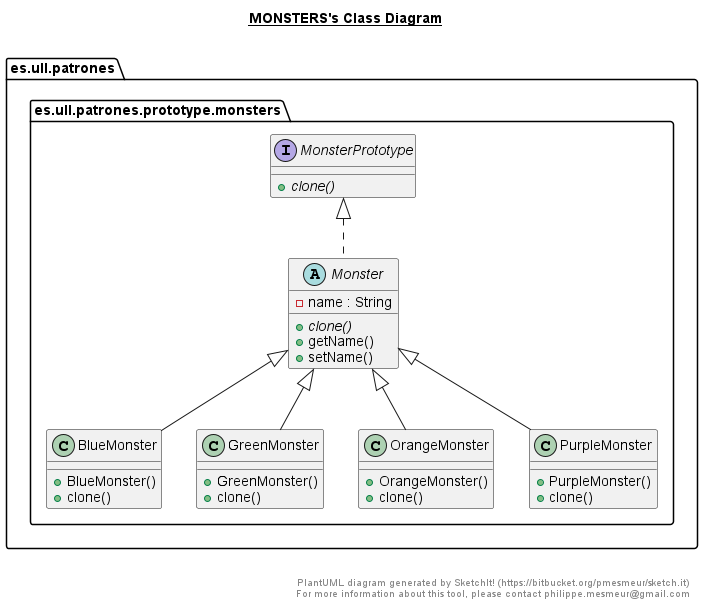 MONSTERS's Class Diagram
es.ull.patrones
es.ull.patrones.prototype.monsters
I MonsterPrototype
clone()
A Monster
name : String
clone()
getName()
setName()
C BlueMonster
BlueMonster()
clone()
C GreenMonster
GreenMonster()
clone()
C OrangeMonster
OrangeMonster()
clone()
C PurpleMonster
PurpleMonster()
clone()
PlantUML diagram generated by SketchIt! (https://bitbucket.org/pmesmeur/sketch.it)
For more information about this tool, please contact philippe.mesmeur@gmail.com